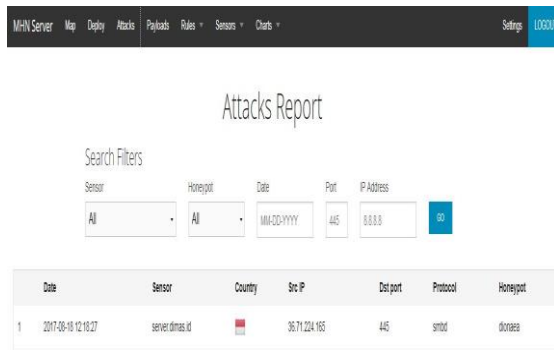 MHN Server Map Deploy Attacks Payloads Rules Sensors Charts Settings LOGOU
Attacks Report
Search Filters
Sensor Honeypot Date Port IP Address
All All MM-DD-YYYY 445 8.8.8.8 GO
Date Sensor Country Src IP Dst port Protocol Honeypot
1 2017-08-18 12:18:27 server.dimas.id 36.71.224.165 445 smbd dionaea